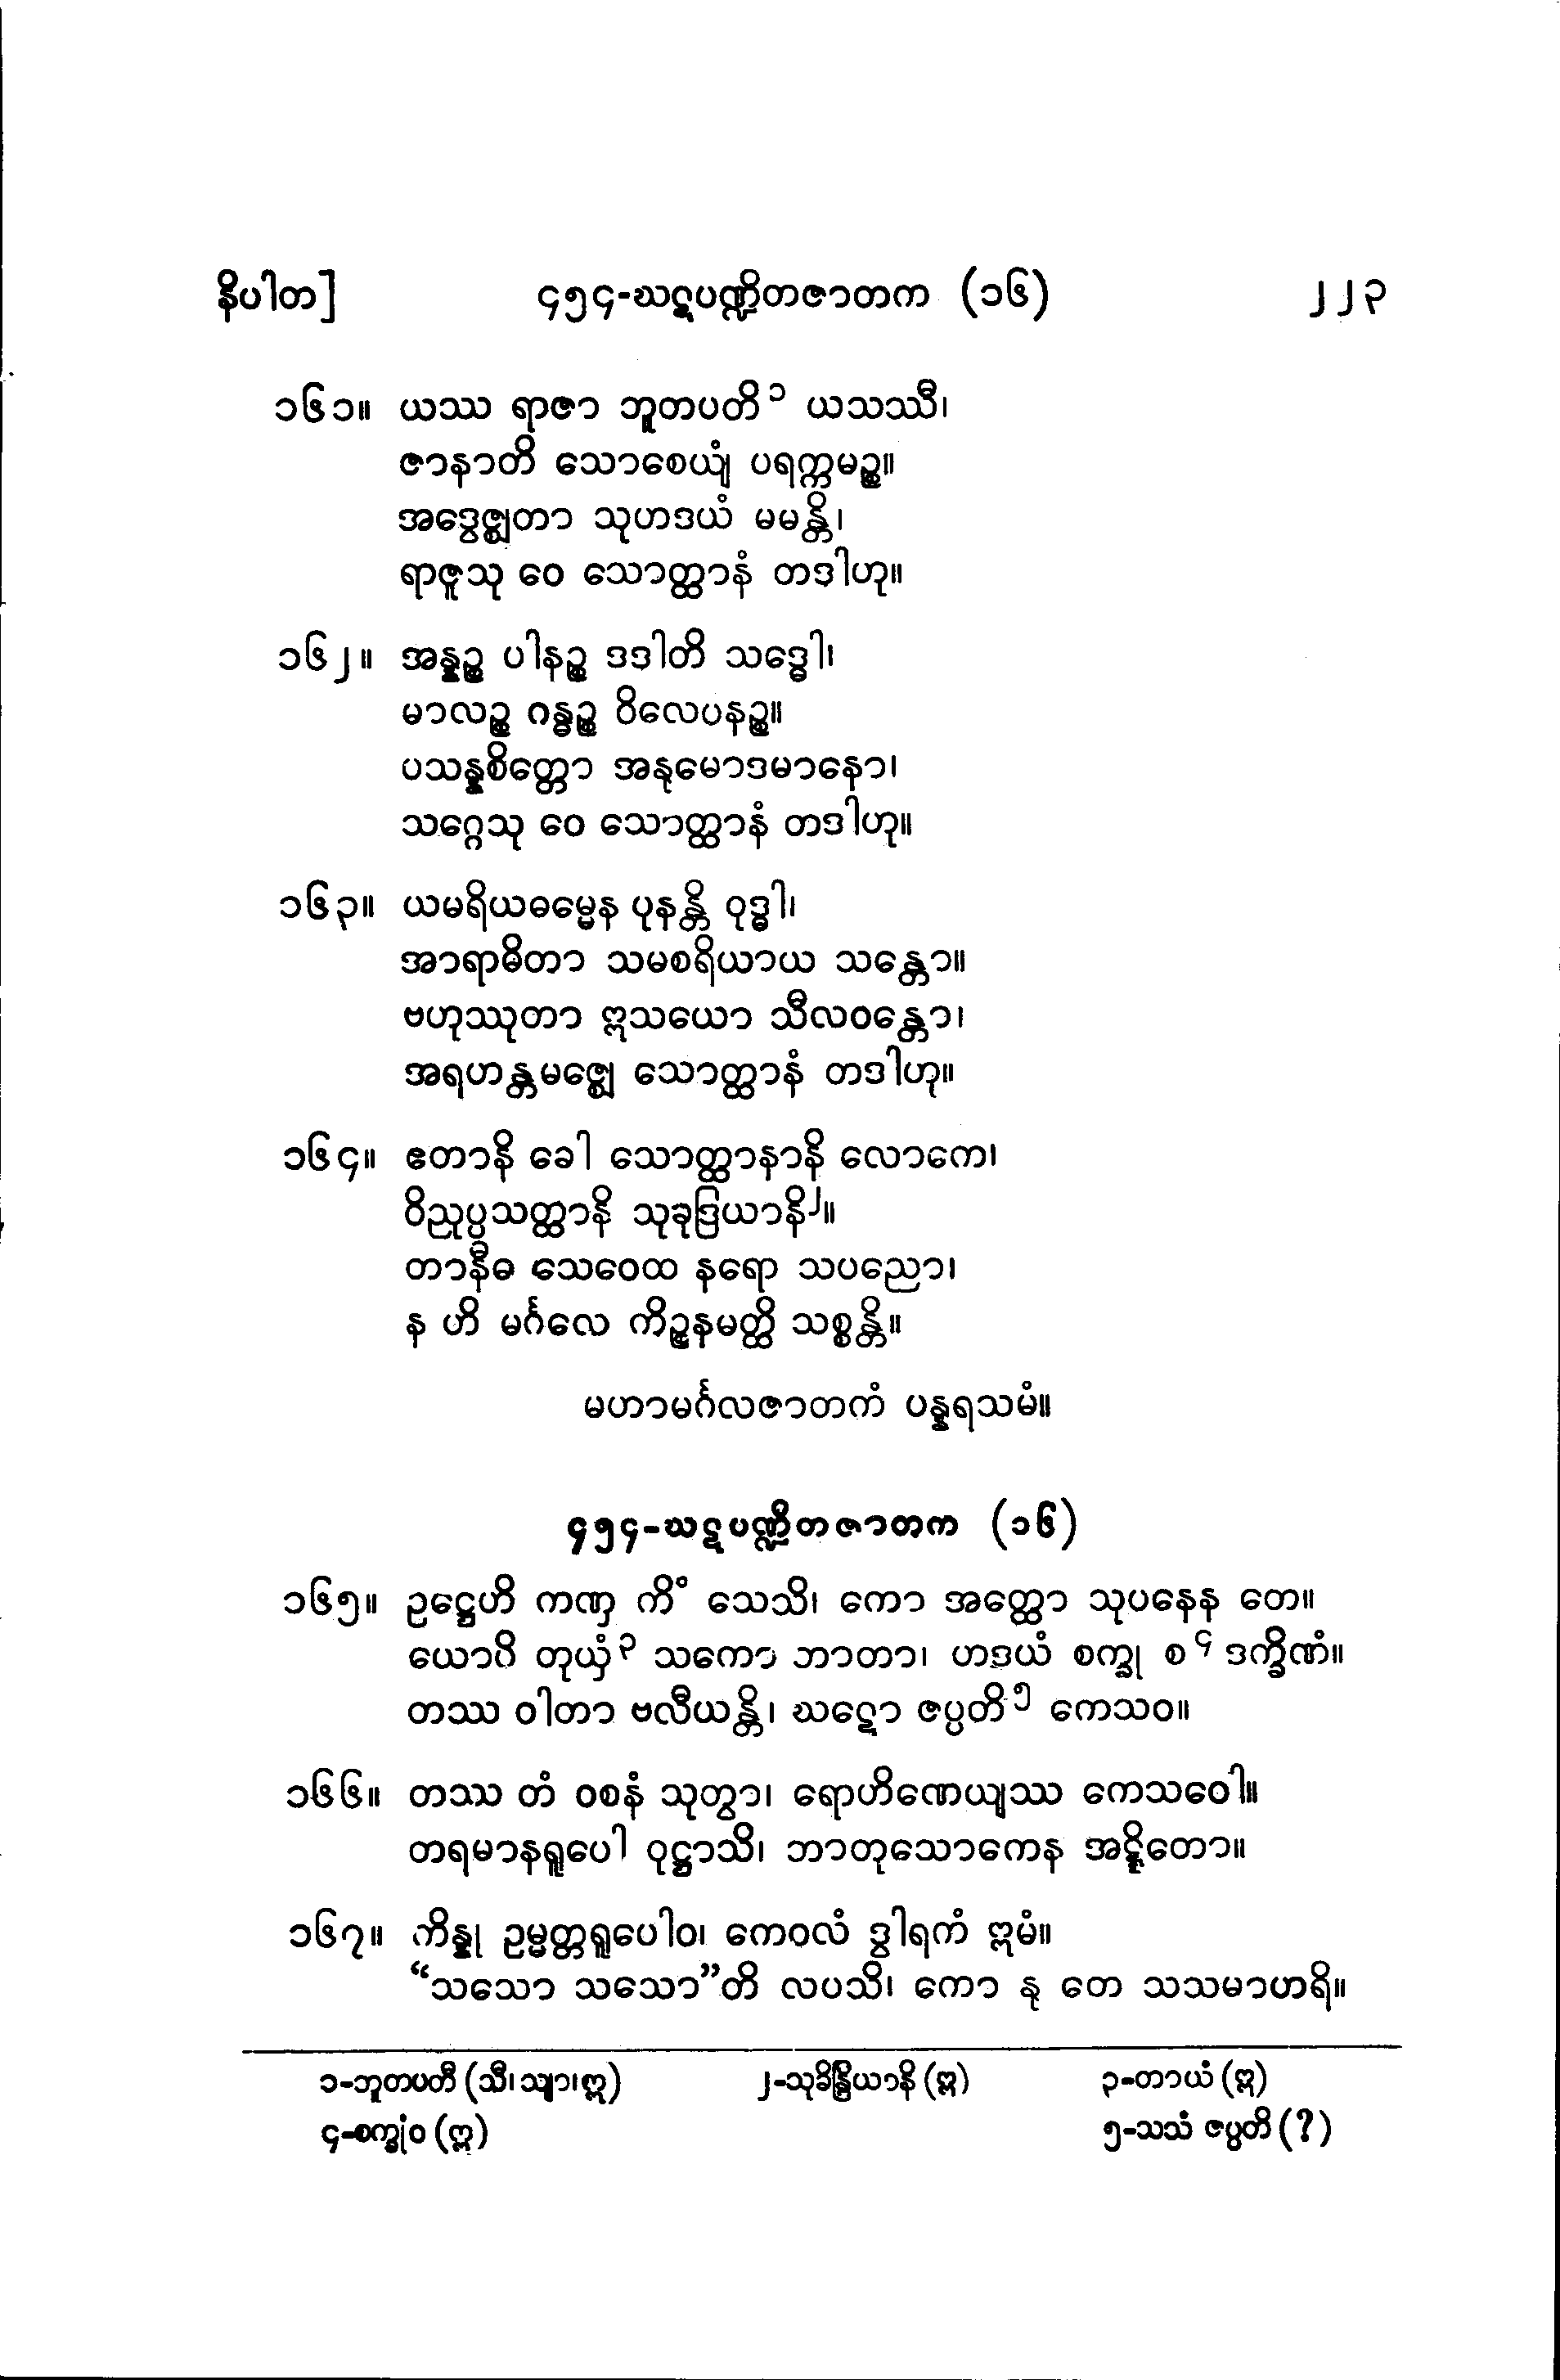 နိပါတ]	၄၅၄-ဃဋပဏ္ဍိတဇာတက (၁၆)	၂၂၃
၁၆၁။ ယဿ ရာဇာ ဘူတပတိ၁ ယသဿီ၊
ဇာနာတိ သောစေယျံ ပရက္ကမဉ္စ။
အဒွေဇ္ဈတာ သုဟဒယံ မမန္တိ၊
ရာဇူသု ဝေ သောတ္ထာနံ တဒါဟု။
၁၆၂။ အန္နဉ္စ ပါနဉ္စ ဒဒါတိ သဒ္ဓေါ၊
မာလဉ္စ ဂန္ဓဉ္စ ဝိလေပနဉ္စ။
ပသန္နစိတ္တော အနုမောဒမာနော၊
သဂ္ဂေသု ဝေ သောတ္ထာနံ တဒါဟု။
၁၆၃။ ယမရိယဓမ္မေန ပုနန္တိ ဝုဒ္ဓါ၊
အာရာဓိတာ သမစရိယာယ သန္တော။
ဗဟုဿုတာ ဣသယော သီလဝန္တော၊
အရဟန္တမဇ္ဈေ သောတ္ထာနံ တဒါဟု။
၁၆၄။ ဧတာနိ ခေါ သောတ္ထာနာနိ လောကေ၊
ဝိညုပ္ပသတ္ထာနိ သုခုဒြယာနိ၂။
တာနီဓ သေဝေထ နရော သပညော၊
န ဟိ မင်္ဂလေ ကိဉ္စနမတ္ထိ သစ္စန္တိ။
မဟာမင်္ဂလဇာတကံ ပန္နရသမံ။
၄၅၄-ဃဋပဏ္ဍိတဇာတက (၁၆)
၁၆၅။ ဥဋ္ဌေဟိ ကဏှ ကိံ သေသိ၊ ကော အတ္ထော သုပနေန တေ။
ယောပိ တုယှံ၃ သကော ဘာတာ၊ ဟဒယံ စက္ခု စ၄ ဒက္ခိဏံ။
တဿ ဝါတာ ဗလီယန္တိ၊ ဃဋော ဇပ္ပတိ၅ ကေသဝ။
၁၆၆။ တဿ တံ ဝစနံ သုတွာ၊ ရောဟိဏေယျဿ ကေသဝေါ။
တရမာနရူပေါ ဝုဋ္ဌာသိ၊ ဘာတုသောကေန အဋ္ဋိတော။
၁၆၇။ ကိန္နု ဥမ္မတ္တရူပေါဝ၊ ကေဝလံ ဒွါရကံ ဣမံ။
“သသော သသော”တိ လပသိ၊ ကော နု တေ သသမာဟရိ။
၁-ဘူတပတီ (သီ၊သျာ၊ဣ)	၂-သုခိန္ဒြိယာနိ (ဣ)	၃-တာယံ (ဣ)
၄-စက္ခုံဝ (ဣ)	၅-သသံ ဇပ္ပတိ (?)